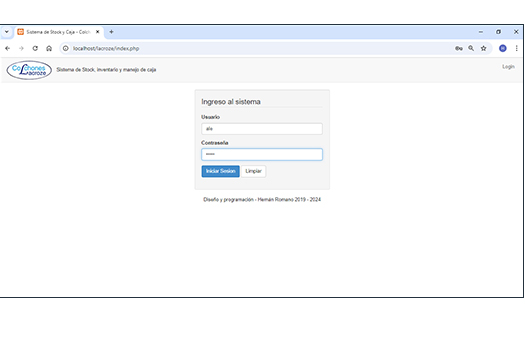 Sistema de Stock y Caja - Colch
localhost/lacroze/index.php
Colchones
Lacroze
Sistema de Stock, inventario y manejo de caja
Login
Ingreso al sistema
Usuario
ale
Contraseña
Iniciar Sesion
Limpiar
Diseño y programación - Hernán Romano 2019 - 2024